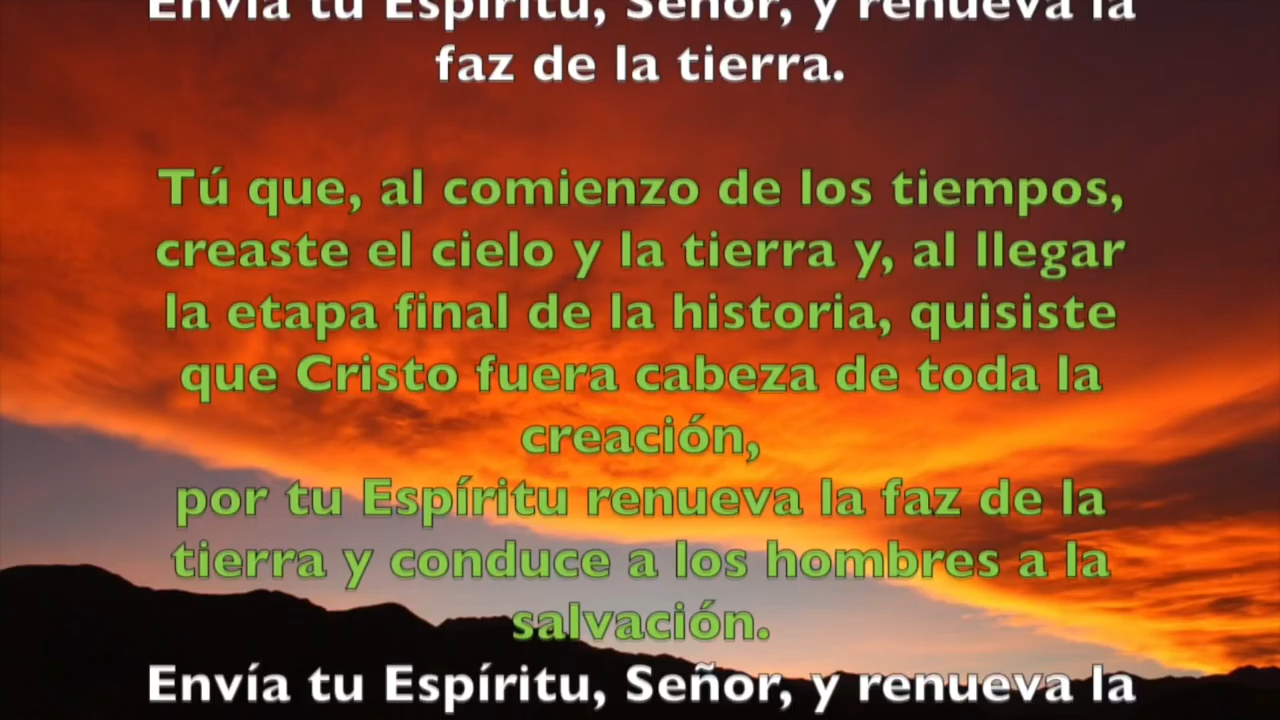 Envía tu Espíritu, Señor, y renueva la
faz de la tierra.
Tú que, al comienzo de los tiempos,
creaste el cielo y la tierra y, al llegar
la etapa final de la historia, quisiste
que Cristo fuera cabeza de toda la
creación,
por tu Espíritu renueva la faz de la
tierra y conduce a los hombres a la
salvación.
Envía tu Espíritu, Señor, y renueva la